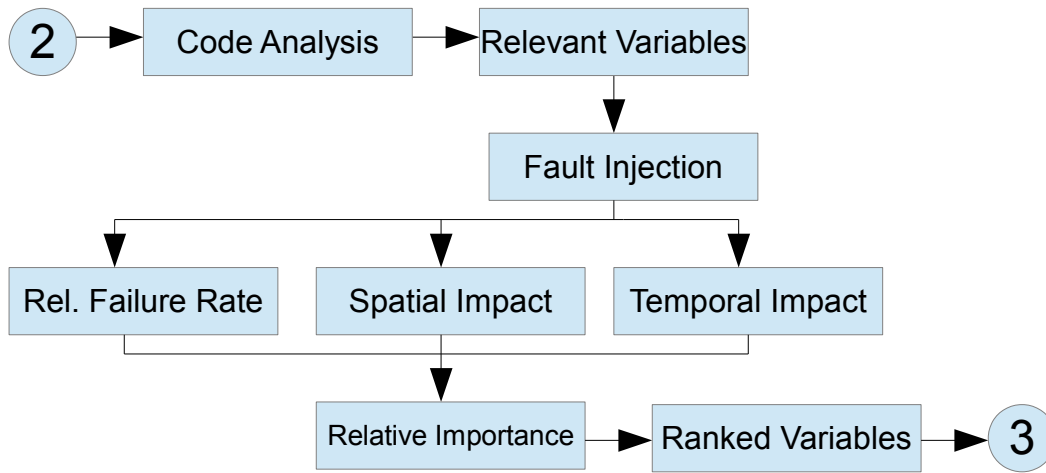 2
Code Analysis
Relevant Variables
Fault Injection
Rel. Failure Rate
Spatial Impact
Temporal Impact
Relative Importance
Ranked Variables
3